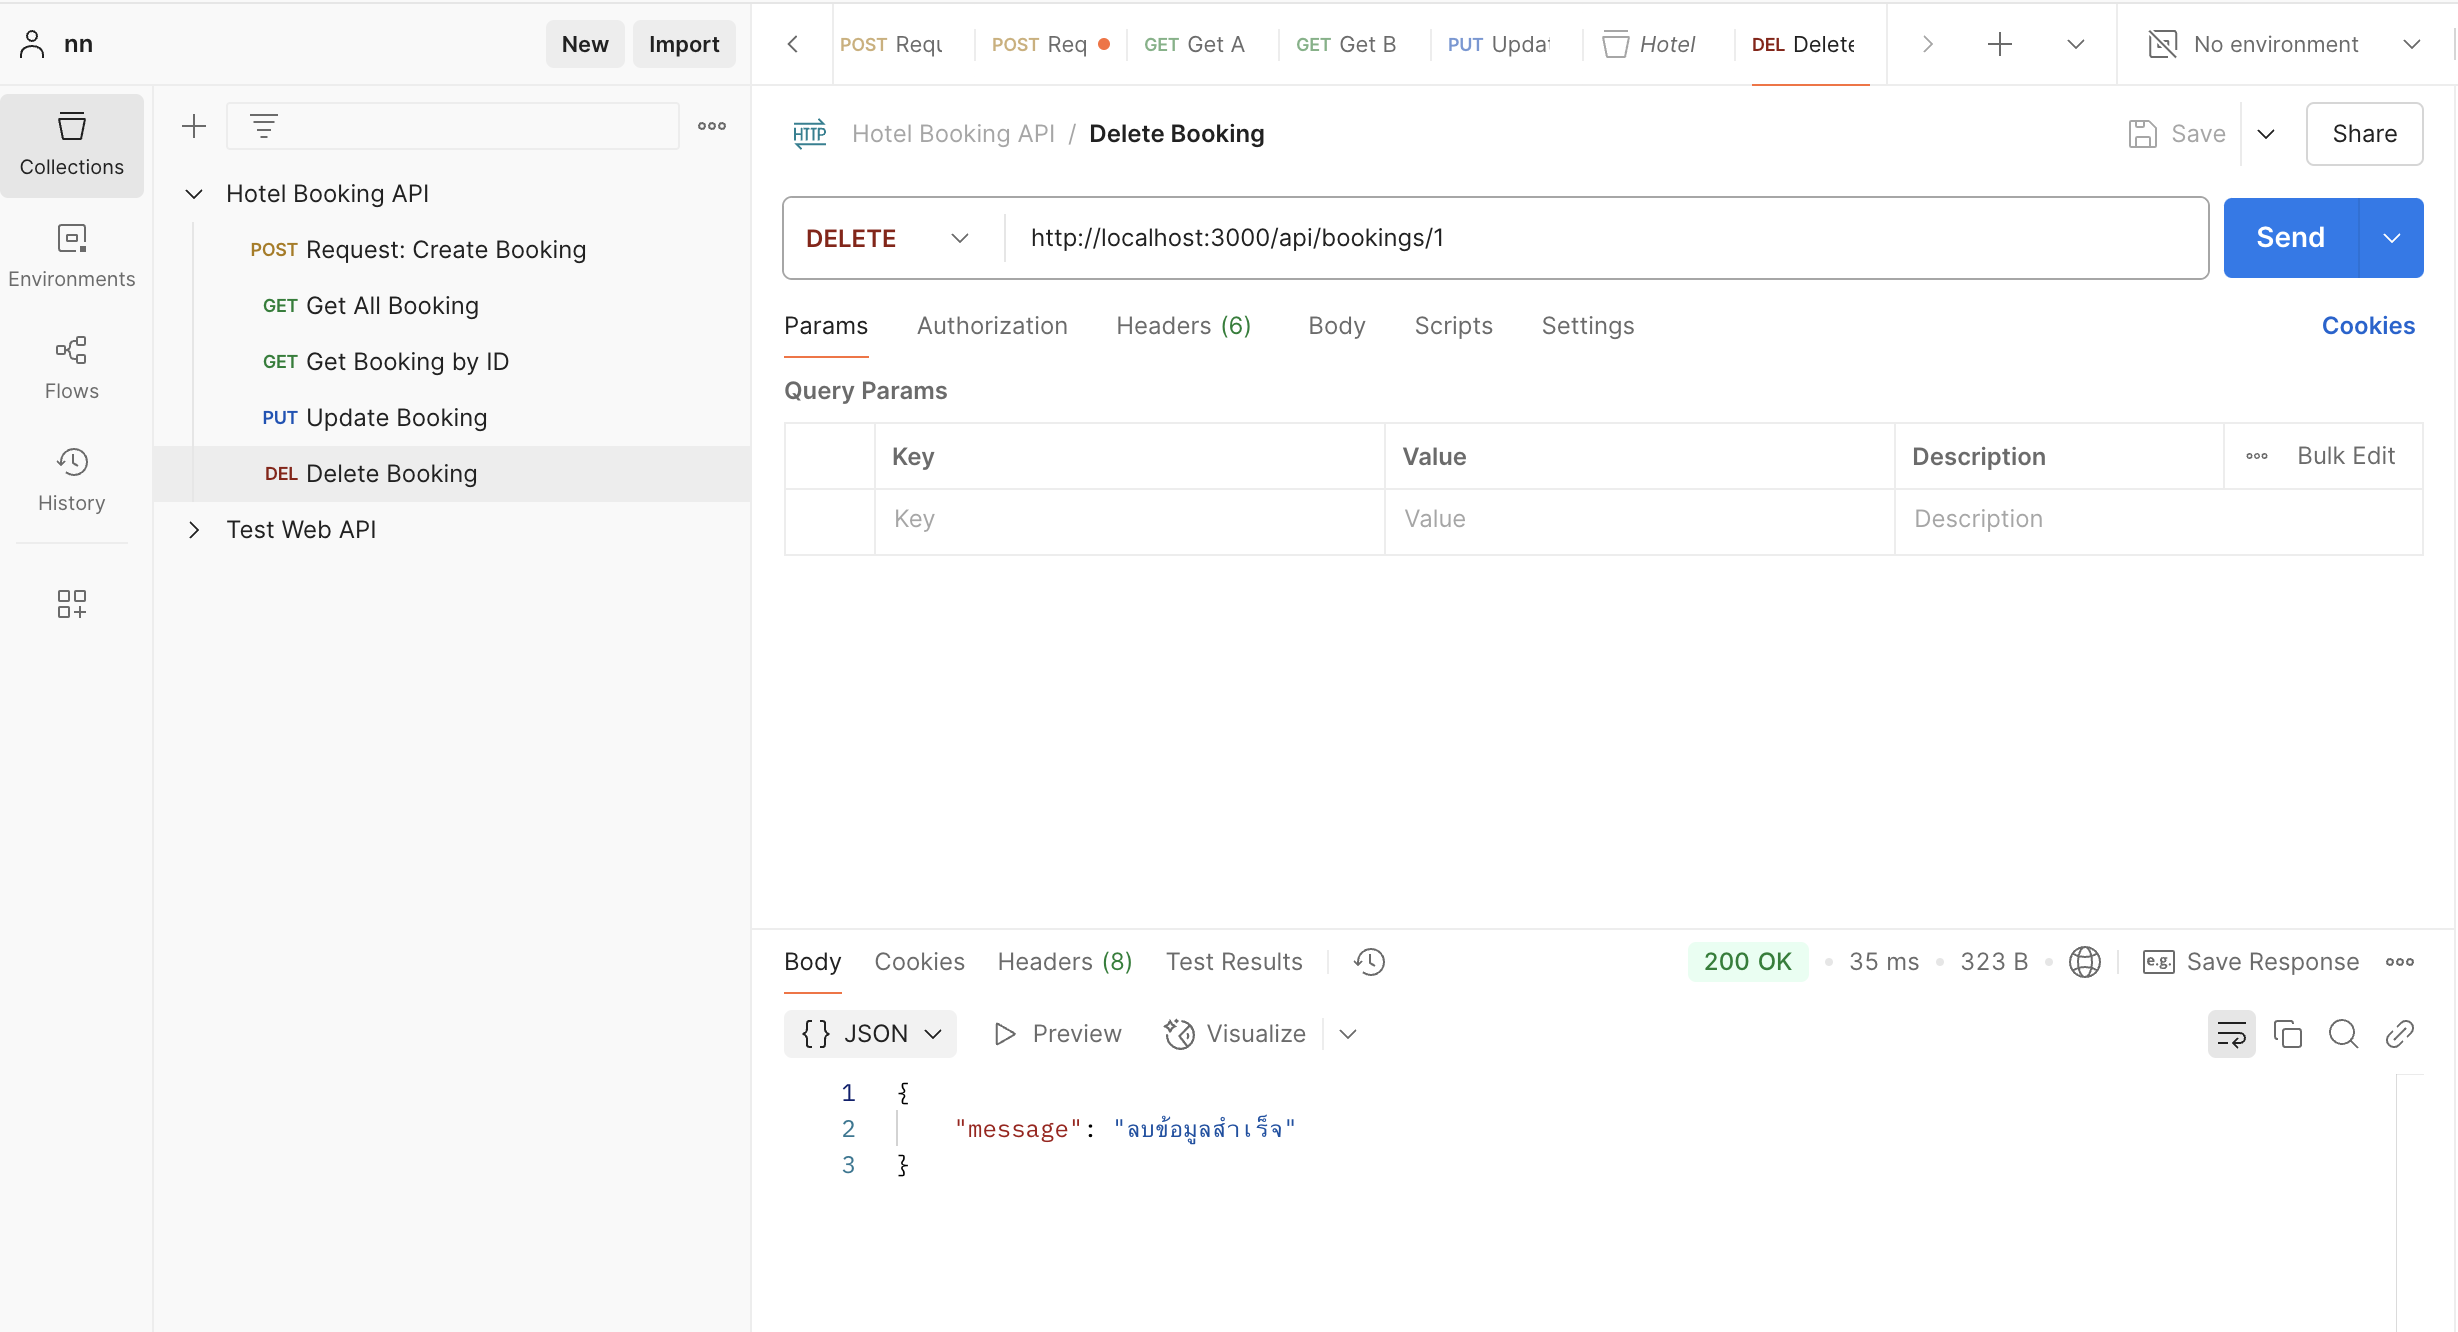 nn
New
Import
POST Requ
POST Req
GET Get A
GET Get B
PUT Updat
Hotel
DEL Delete
No environment
Collections
Environments
Flows
History
Hotel Booking API
POST Request: Create Booking
GET Get All Booking
GET Get Booking by ID
PUT Update Booking
DEL Delete Booking
Test Web API
HTTP
Hotel Booking API / Delete Booking
Save
Share
DELETE
http://localhost:3000/api/bookings/1
Send
Params
Authorization
Headers (6)
Body
Scripts
Settings
Cookies
Query Params
Key
Value
Description
Bulk Edit
Key
Value
Description
Body
Cookies
Headers (8)
Test Results
200 OK
35 ms
323 B
e.g.
Save Response
{} JSON
Preview
Visualize
1 {
2 "message": "ลบข้อมูลสำเร็จ"
3 }